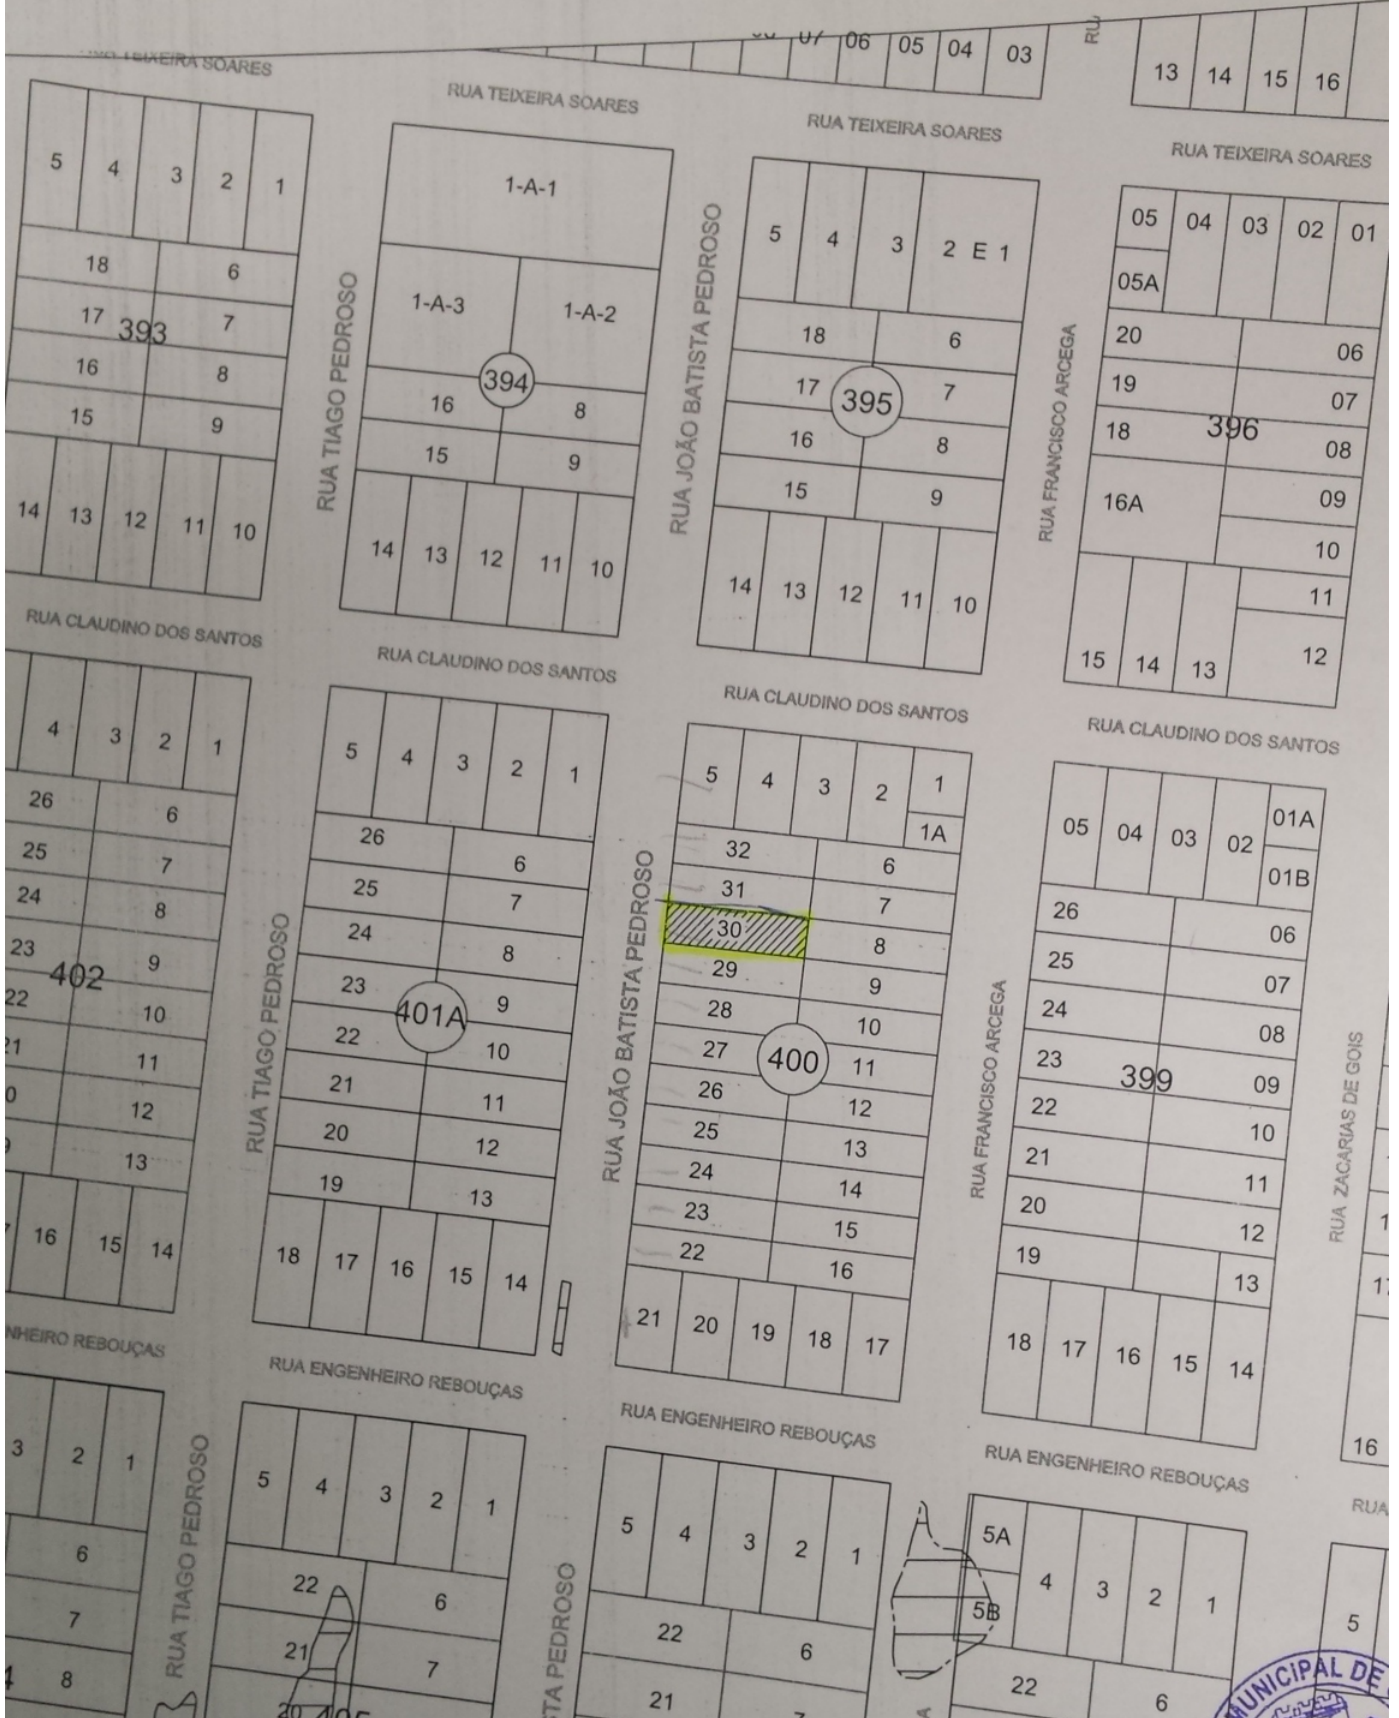 TEIXEIRA SOARES
RUA TEIXEIRA SOARES
RUA TEIXEIRA SOARES
RUA TEIXEIRA SOARES
07 06 05 04 03
13 14 15 16
5 4 3 2 1
18 6
17 7
393
16 8
15 9
14 13 12 11 10
RUA TIAGO PEDROSO
1-A-1
1-A-3 1-A-2
394
16 8
15 9
14 13 12 11 10
RUA JOÃO BATISTA PEDROSO
5 4 3 2 E 1
18 6
17 7
395
16 8
15 9
14 13 12 11 10
RUA FRANCISCO ARCEGA
05 04 03 02 01
05A
20 06
19 07
18 08
396
16A 09
10
11
12
15 14 13
RUA CLAUDINO DOS SANTOS
RUA CLAUDINO DOS SANTOS
RUA CLAUDINO DOS SANTOS
RUA CLAUDINO DOS SANTOS
4 3 2 1
26 6
25 7
24 8
23 9
402
22 10
21 11
12
13
16 15 14
RUA TIAGO PEDROSO
5 4 3 2 1
26 6
25 7
24 8
23 9
401A
22 10
21 11
20 12
19 13
18 17 16 15 14
RUA JOÃO BATISTA PEDROSO
5 4 3 2 1
1A
32 6
31 7
30 8
29 9
28 10
400
27 11
26 12
25 13
24 14
23 15
22 16
21 20 19 18 17
RUA FRANCISCO ARCEGA
05 04 03 02 01A
01B
26 06
25 07
24 08
23 09
399
22 10
21 11
20 12
19 13
18 17 16 15 14
RUA ZACARIAS DE GOIS
16
NHEIRO REBOUÇAS
RUA ENGENHEIRO REBOUÇAS
RUA ENGENHEIRO REBOUÇAS
RUA ENGENHEIRO REBOUÇAS
RUA
3 2 1
6
7
8
RUA TIAGO PEDROSO
5 4 3 2 1
22 6
21 7
20
STA PEDROSO
5 4 3 2 1
22 6
21 7
5A 4 3 2 1
5B
22 6
5
MUNICIPAL DE